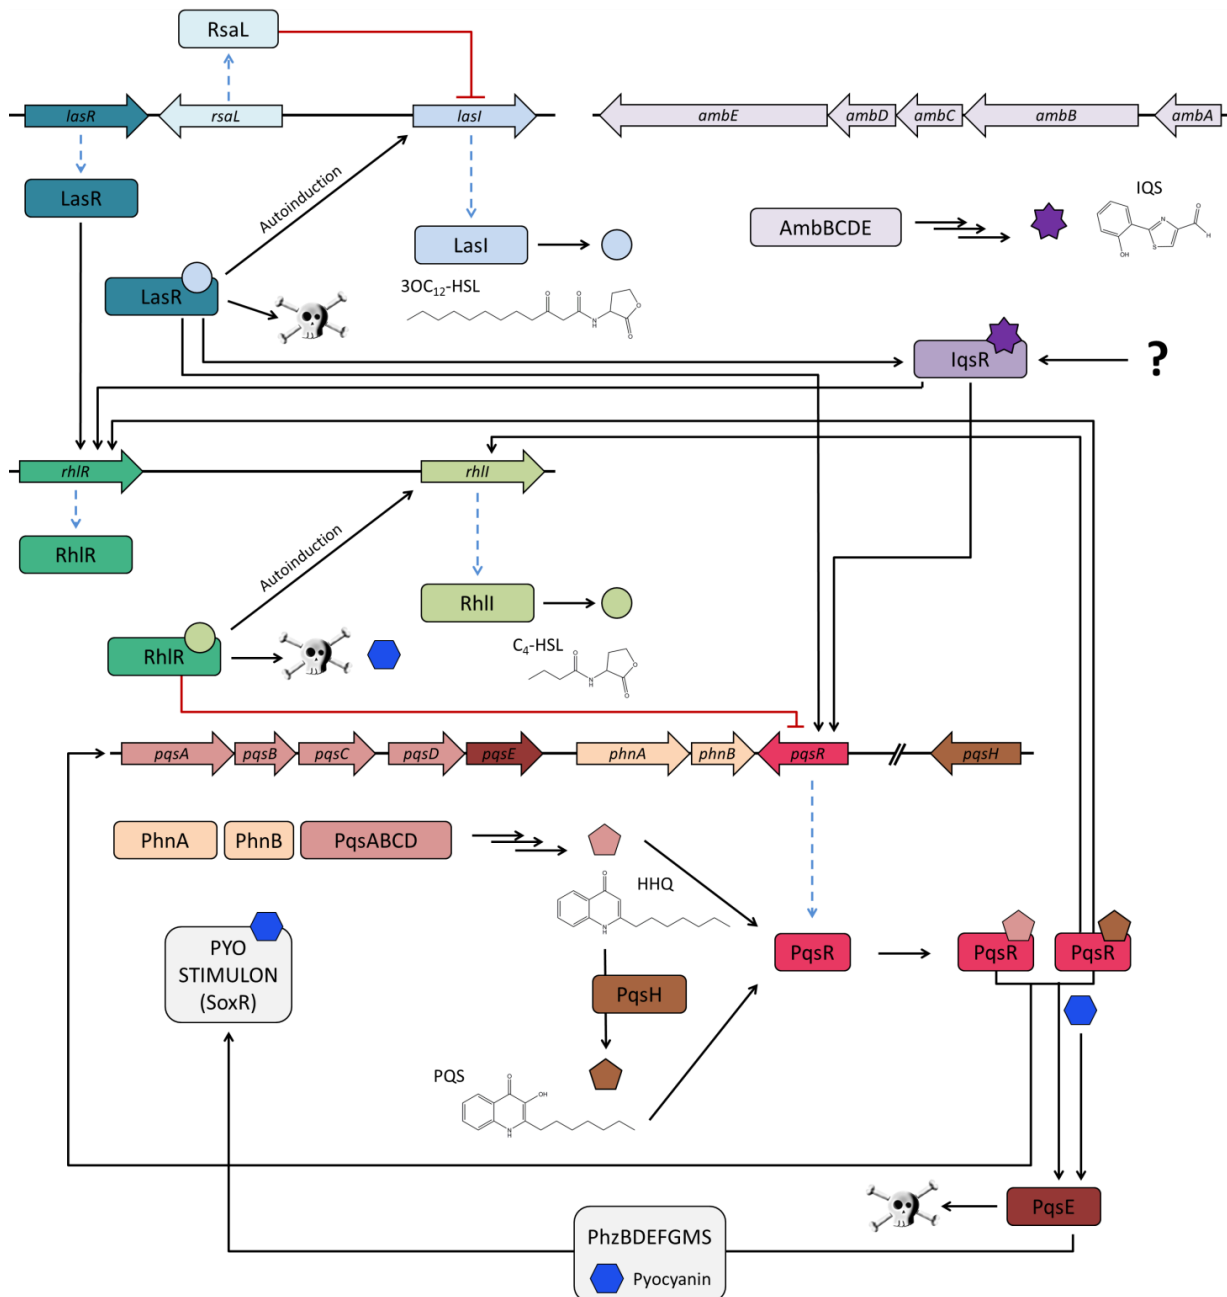 RsaL
lasR
rsaL
lasI
ambE
ambD
ambC
ambB
ambA
LasR
Autoinduction
LasI
AmbBCDE
IQS
N
S
O
H
OH
LasR
3OC12-HSL
O
O
O
N
H
O
IqsR
?
rhlR
rhlI
RhlR
Autoinduction
RhlI
RhlR
C4-HSL
O
O
N
H
O
pqsA
pqsB
pqsC
pqsD
pqsE
phnA
phnB
pqsR
pqsH
PhnA
PhnB
PqsABCD
HHQ
O
N
H
PYO
STIMULON
(SoxR)
PqsR
PqsR
PqsR
PqsH
PQS
O
OH
N
H
PqsE
PhzBDEFGMS
Pyocyanin